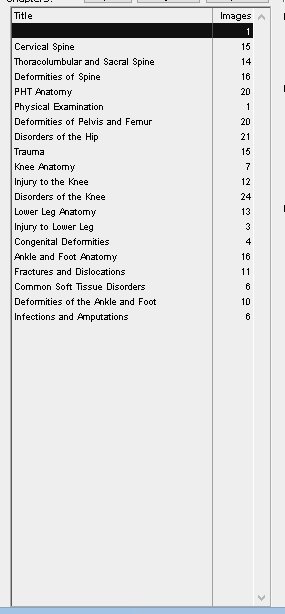 Title Images
1
Cervical Spine 15
Thoracolumbar and Sacral Spine 14
Deformities of Spine 16
PHT Anatomy 20
Physical Examination 1
Deformities of Pelvis and Femur 20
Disorders of the Hip 21
Trauma 15
Knee Anatomy 7
Injury to the Knee 12
Disorders of the Knee 24
Lower Leg Anatomy 13
Injury to Lower Leg 3
Congenital Deformities 4
Ankle and Foot Anatomy 16
Fractures and Dislocations 11
Common Soft Tissue Disorders 6
Deformities of the Ankle and Foot 10
Infections and Amputations 6